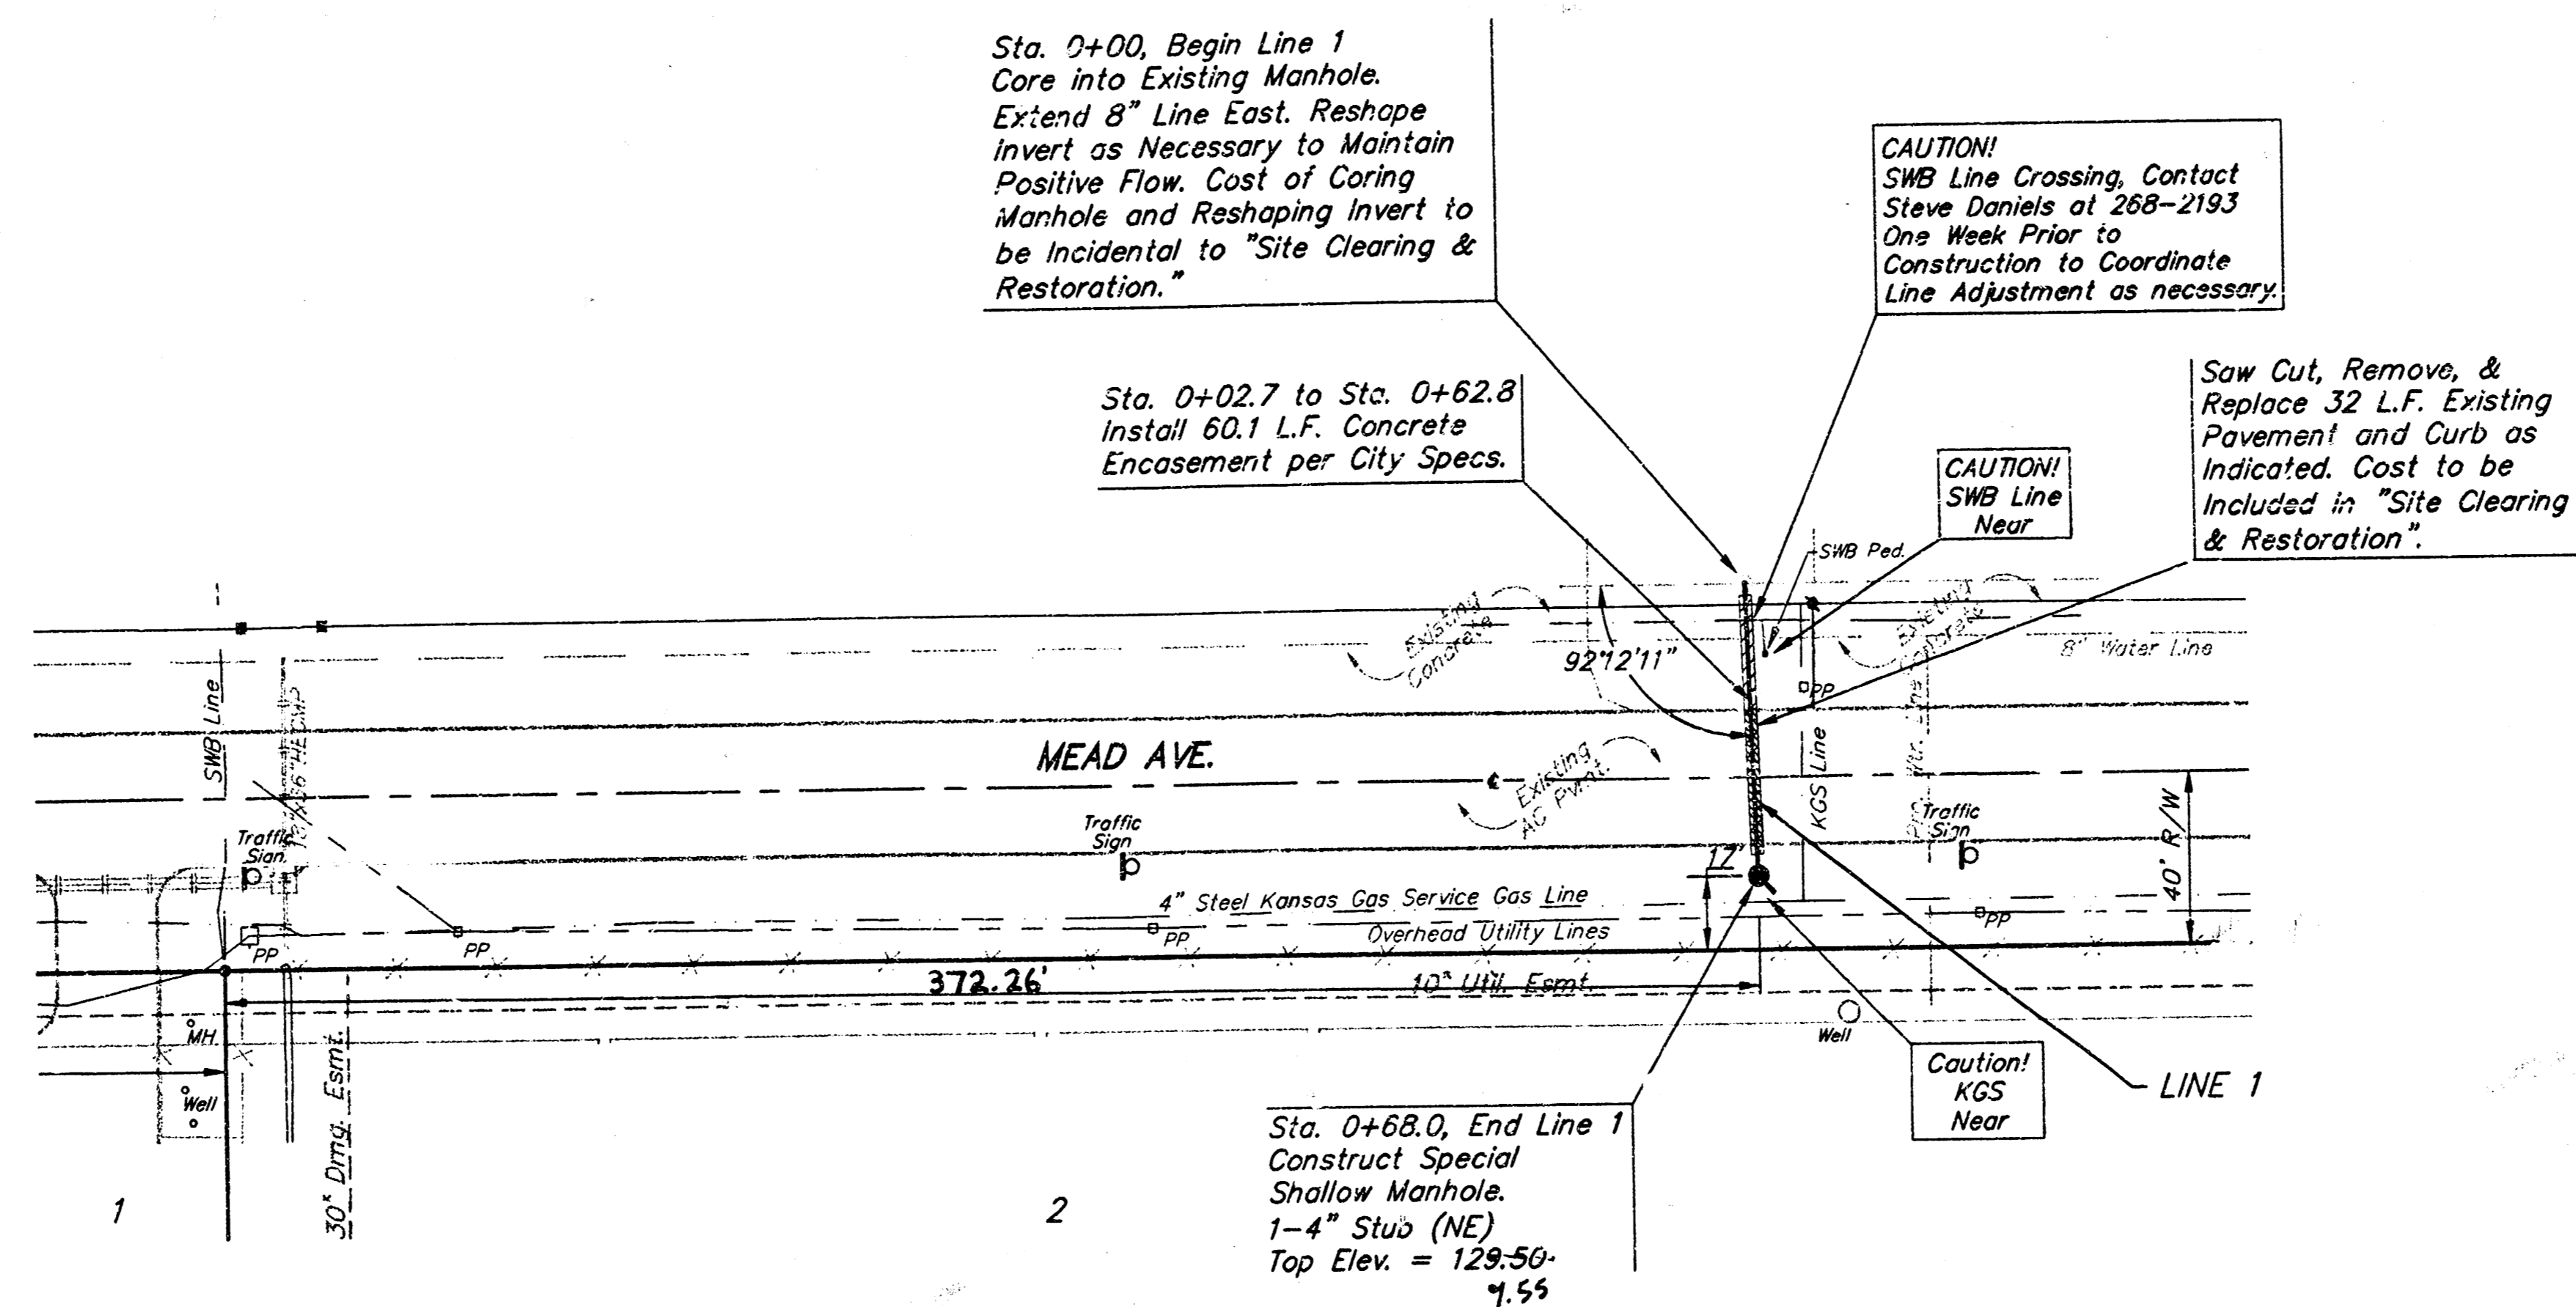 Sta. 0+00, Begin Line 1
Core into Existing Manhole.
Extend 8" Line East. Reshape
Invert as Necessary to Maintain
Positive Flow. Cost of Coring
Manhole and Reshaping Invert to
be Incidental to "Site Clearing &
Restoration."
CAUTION!
SWB Line Crossing, Contact
Steve Daniels at 268-2193
One Week Prior to
Construction to Coordinate
Line Adjustment as necessary.
Sta. 0+02.7 to Sta. 0+62.8
Install 60.1 L.F. Concrete
Encasement per City Specs.
Saw Cut, Remove, &
Replace 32 L.F. Existing
Pavement and Curb as
Indicated. Cost to be
Included in "Site Clearing
& Restoration".
CAUTION!
SWB Line
Near
SWB Ped.
Existing
Concrete
Existing
Concrete
92°12'11"
8" Water Line
PP
SWB Line
MEAD AVE.
Existing
AC Pvmt.
KGS Line
40' R/W
Traffic
Sign
Traffic
Sign
Traffic
Sign
17'
4" Steel Kansas Gas Service Gas Line
Overhead Utility Lines
PP
PP
PP
PP
372.26'
10' Util. Esmt.
MH
Well
Well
30' Drng. Esmt.
Caution!
KGS
Near
LINE 1
Sta. 0+68.0, End Line 1
Construct Special
Shallow Manhole.
1-4" Stub (NE)
Top Elev. = 129.50
9.55
1
2